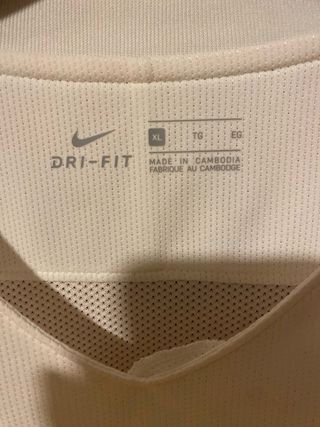 DRI-FIT
XL TG EG
MADE IN CAMBODIA
FABRIQUE AU CAMBODGE